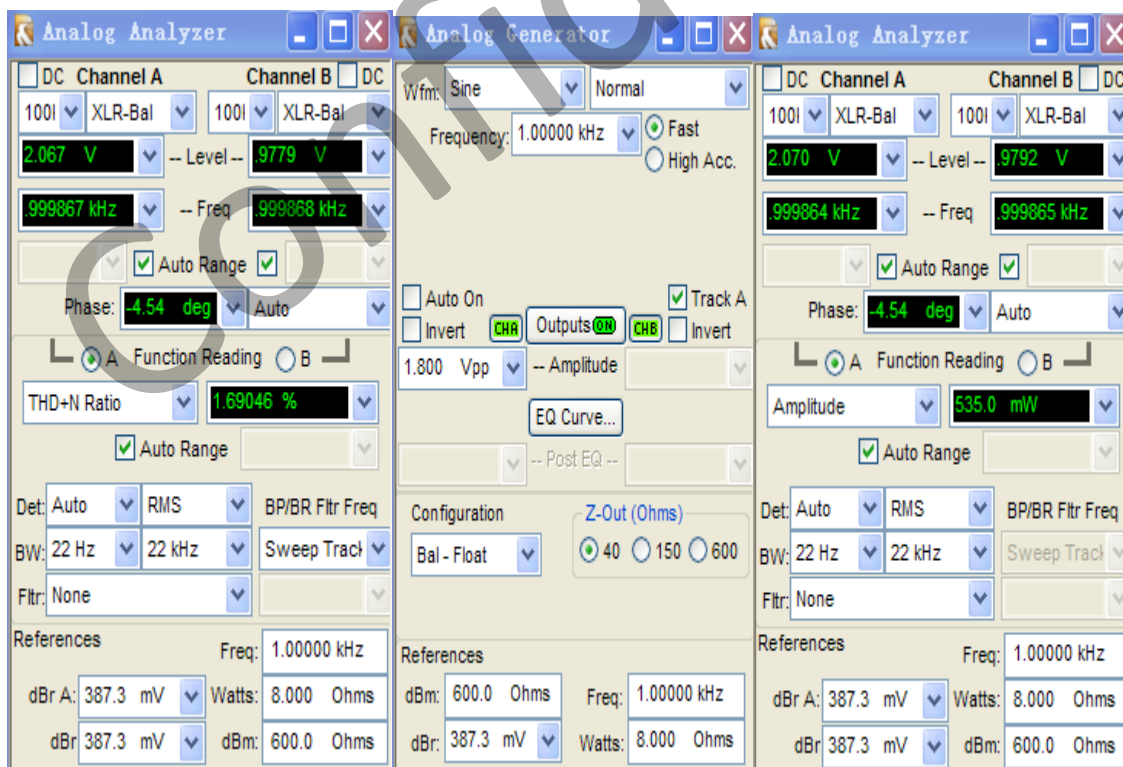 Analog Analyzer
DC Channel A Channel B DC
100 XLR-Bal 100 XLR-Bal
2.067 V -- Level -- .9779 V
.999867 kHz -- Freq .999868 kHz
Auto Range
Phase: -4.54 deg Auto
A Function Reading B
THD+N Ratio 1.69046 %
Auto Range
Det: Auto RMS BP/BR Fltr Freq
BW: 22 Hz 22 kHz Sweep Track
Fltr: None
References
Freq: 1.00000 kHz
dBr A: 387.3 mV Watts: 8.000 Ohms
dBr 387.3 mV dBm: 600.0 Ohms
Analog Generator
Wfm: Sine Normal
Frequency: 1.00000 kHz Fast
High Acc.
Auto On Track A
Invert CHA Outputs ON CHB Invert
1.800 Vpp -- Amplitude
EQ Curve...
-- Post EQ --
Configuration Z-Out (Ohms)
Bal - Float 40 150 600
References
dBm: 600.0 Ohms Freq: 1.00000 kHz
dBr: 387.3 mV Watts: 8.000 Ohms
Analog Analyzer
DC Channel A Channel B DC
100 XLR-Bal 100 XLR-Bal
2.070 V -- Level -- .9792 V
.999864 kHz -- Freq .999865 kHz
Auto Range
Phase: -4.54 deg Auto
A Function Reading B
Amplitude 535.0 mW
Auto Range
Det: Auto RMS BP/BR Fltr Freq
BW: 22 Hz 22 kHz Sweep Track
Fltr: None
References
Freq: 1.00000 kHz
dBr A: 387.3 mV Watts: 8.000 Ohms
dBr 387.3 mV dBm: 600.0 Ohms
Confid